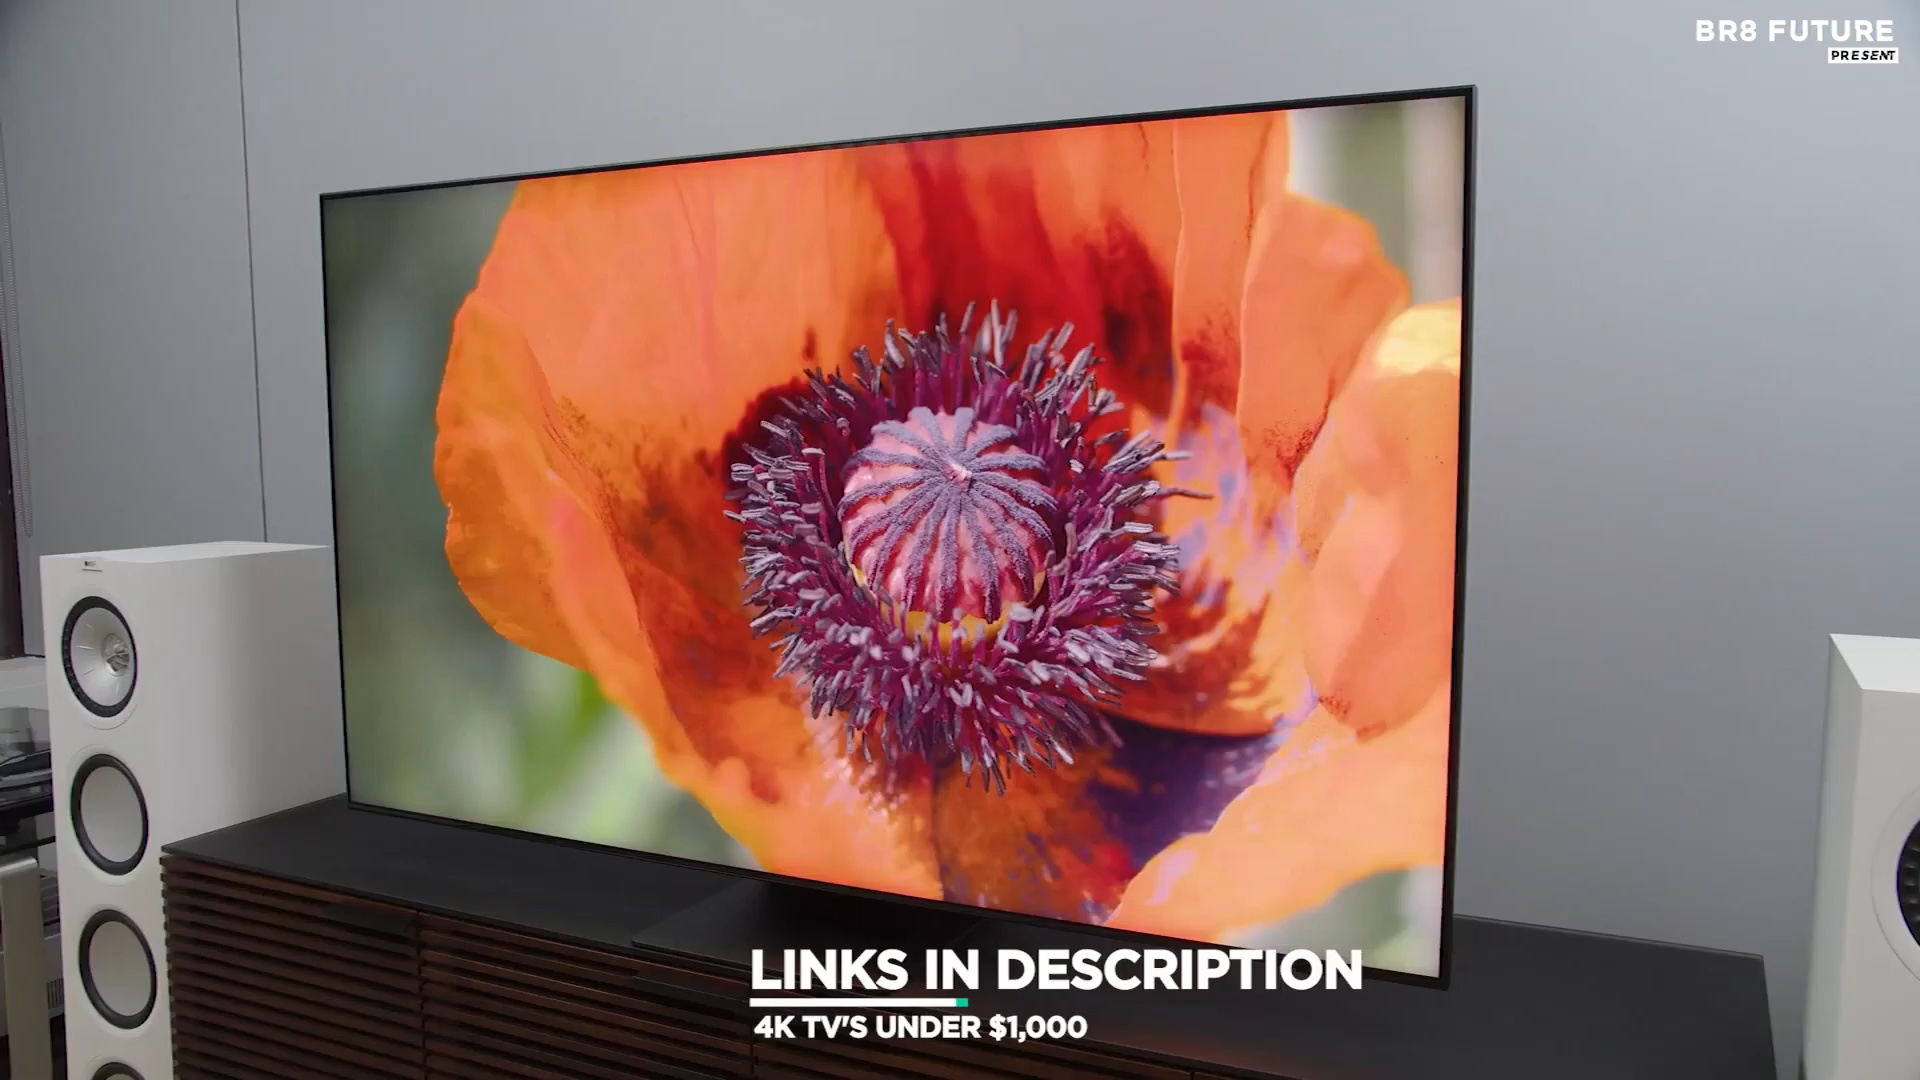 BR8 FUTURE
PRESENT
LINKS IN DESCRIPTION
4K TV'S UNDER $1,000